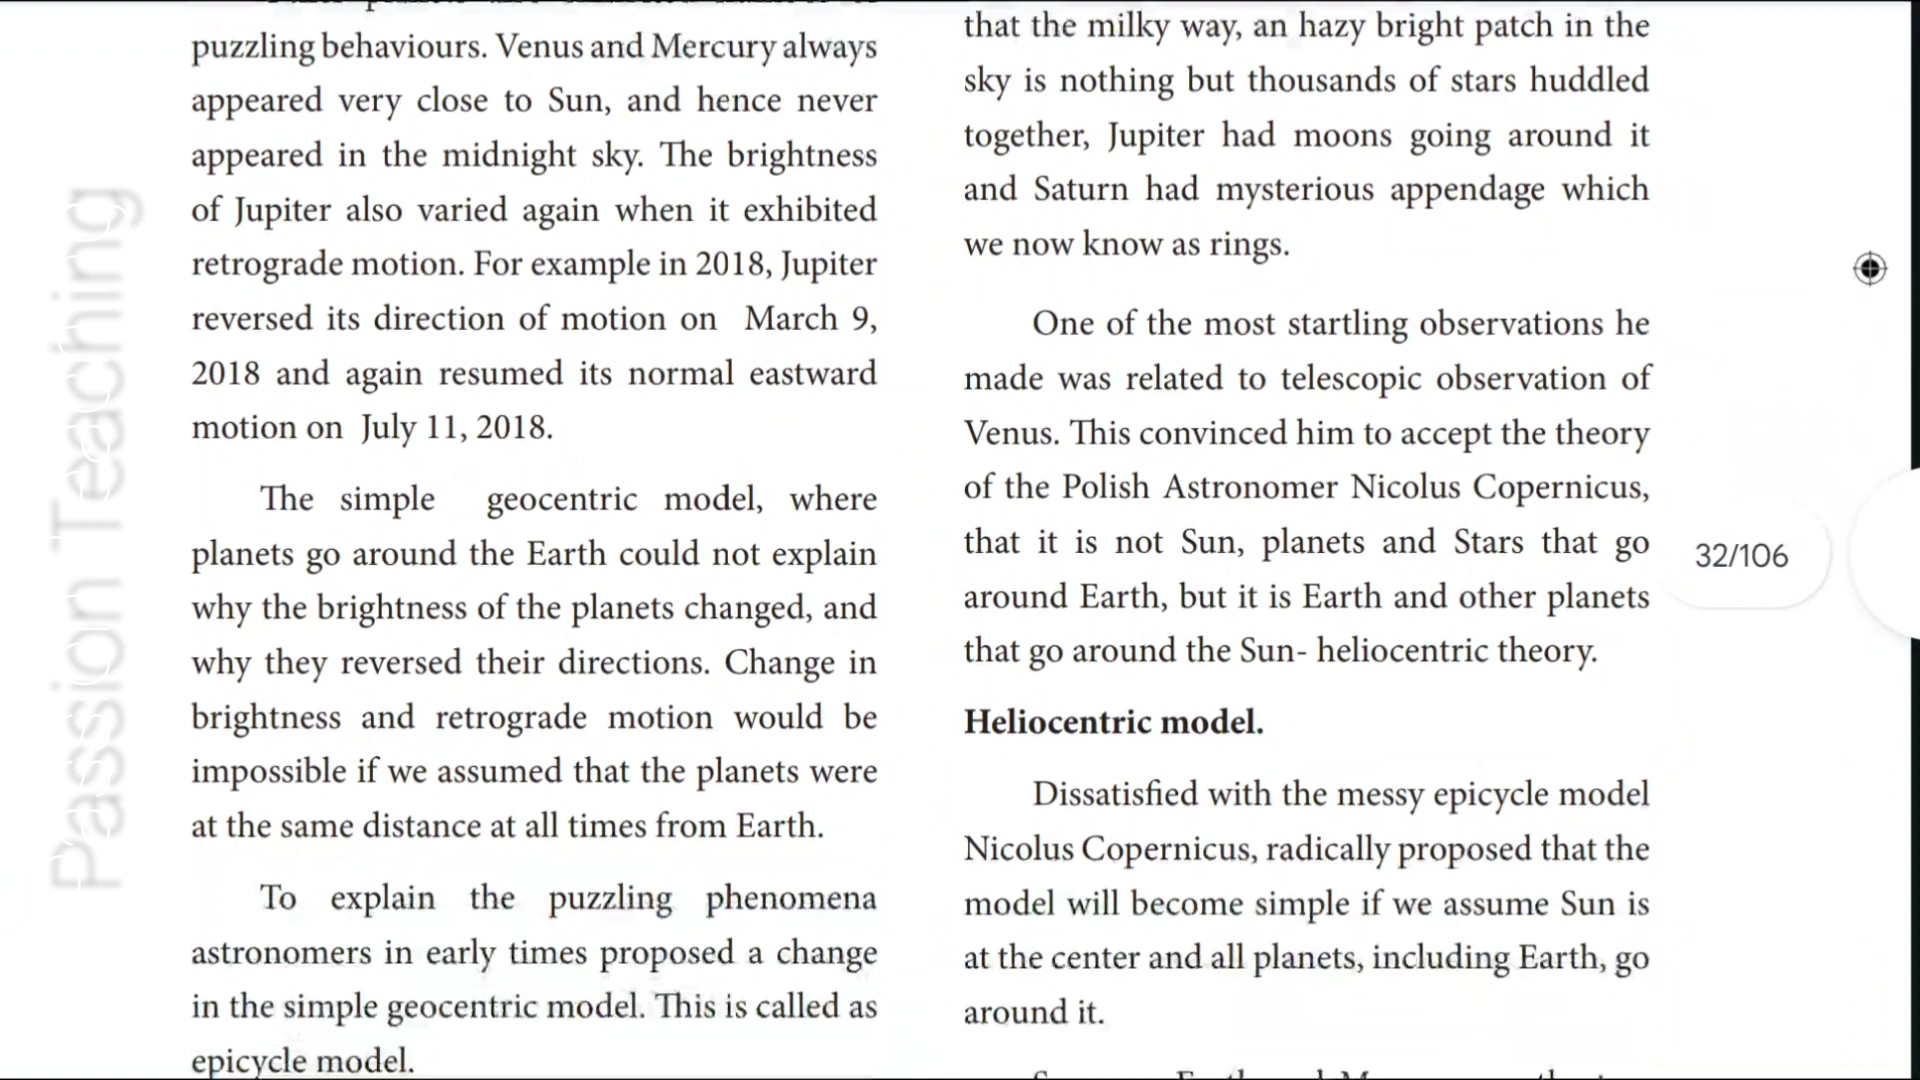 puzzling behaviours. Venus and Mercury always
appeared very close to Sun, and hence never
appeared in the midnight sky. The brightness
of Jupiter also varied again when it exhibited
retrograde motion. For example in 2018, Jupiter
reversed its direction of motion on March 9,
2018 and again resumed its normal eastward
motion on July 11, 2018.
The simple geocentric model, where
planets go around the Earth could not explain
why the brightness of the planets changed, and
why they reversed their directions. Change in
brightness and retrograde motion would be
impossible if we assumed that the planets were
at the same distance at all times from Earth.
To explain the puzzling phenomena
astronomers in early times proposed a change
in the simple geocentric model. This is called as
epicycle model.
that the milky way, an hazy bright patch in the
sky is nothing but thousands of stars huddled
together, Jupiter had moons going around it
and Saturn had mysterious appendage which
we now know as rings.
One of the most startling observations he
made was related to telescopic observation of
Venus. This convinced him to accept the theory
of the Polish Astronomer Nicolus Copernicus,
that it is not Sun, planets and Stars that go
around Earth, but it is Earth and other planets
that go around the Sun- heliocentric theory.
Heliocentric model.
Dissatisfied with the messy epicycle model
Nicolus Copernicus, radically proposed that the
model will become simple if we assume Sun is
at the center and all planets, including Earth, go
around it.
32/106
Passion Teaching